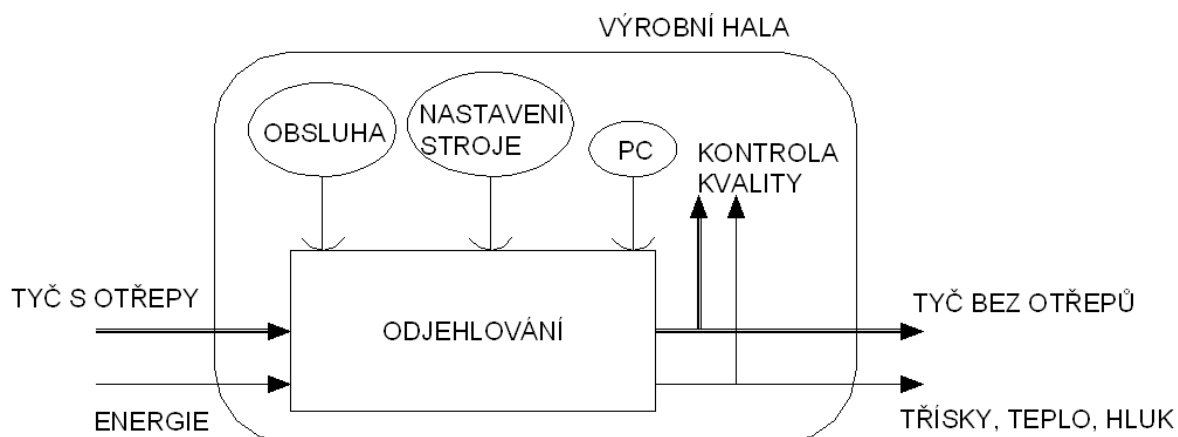 VÝROBNÍ HALA
OBSLUHA
NASTAVENÍ
STROJE
PC
KONTROLA
KVALITY
TYČ S OTŘEPY
ODJEHLOVÁNÍ
TYČ BEZ OTŘEPŮ
ENERGIE
TŘÍSKY, TEPLO, HLUK